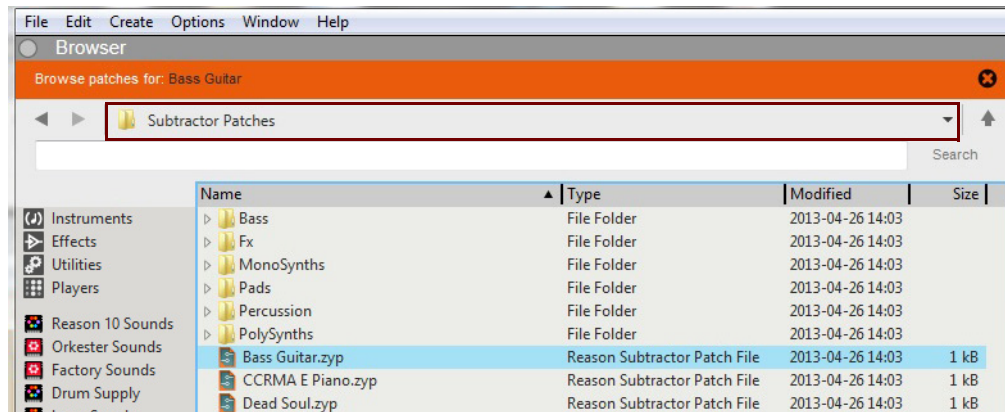 File Edit Create Options Window Help
Browser
Browse patches for: Bass Guitar
Subtractor Patches
Search
Name Type Modified Size
Instruments
Effects
Utilities
Players
Reason 10 Sounds
Orkester Sounds
Factory Sounds
Drum Supply
Bass File Folder 2013-04-26 14:03
Fx File Folder 2013-04-26 14:03
MonoSynths File Folder 2013-04-26 14:03
Pads File Folder 2013-04-26 14:03
Percussion File Folder 2013-04-26 14:03
PolySynths File Folder 2013-04-26 14:03
Bass Guitar.zyp Reason Subtractor Patch File 2013-04-26 14:03 1 kB
CCRMA E Piano.zyp Reason Subtractor Patch File 2013-04-26 14:03 1 kB
Dead Soul.zyp Reason Subtractor Patch File 2013-04-26 14:03 1 kB